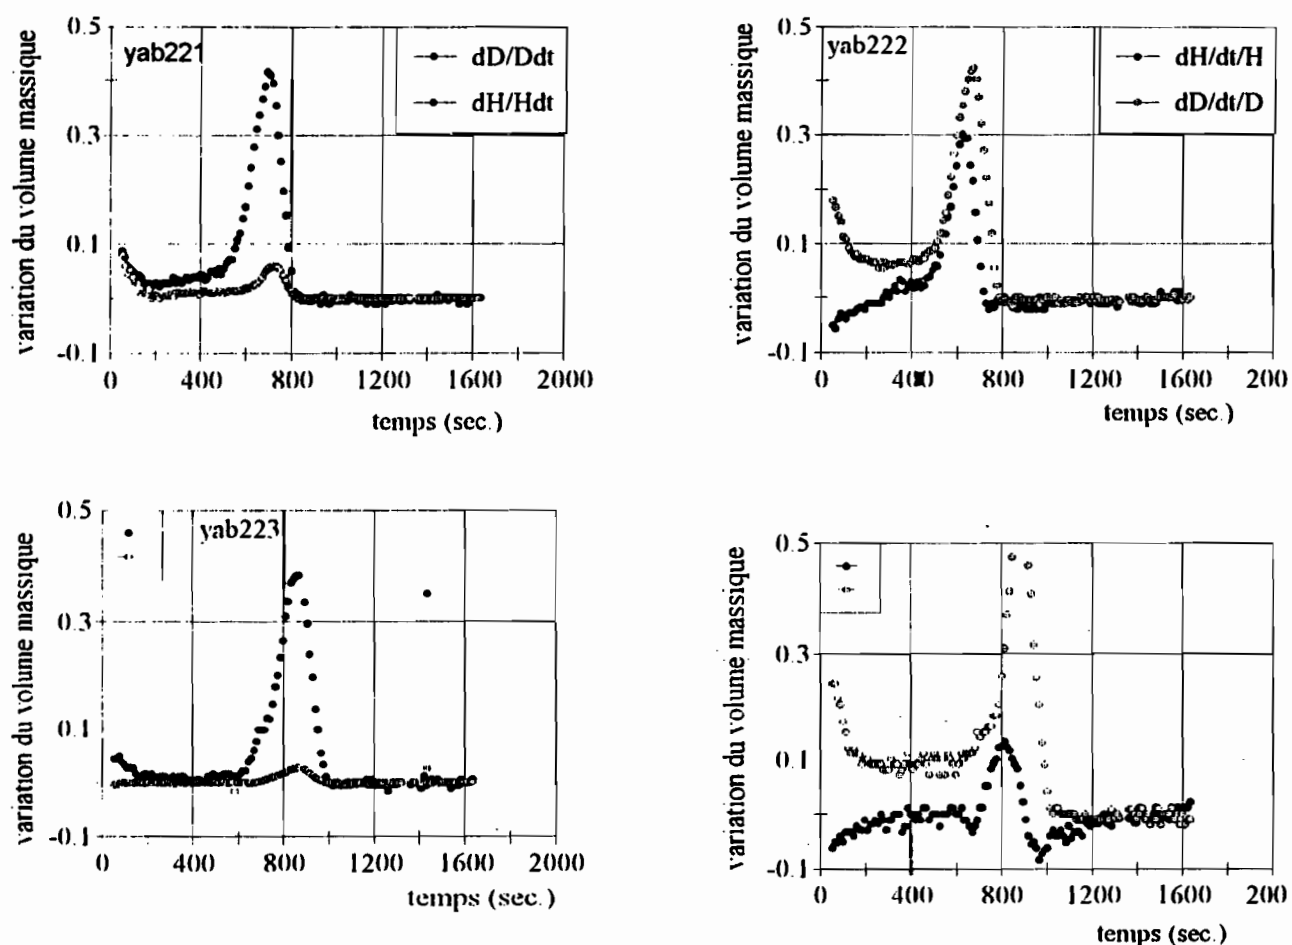 variation du volume massique
0.5
0.3
0.1
-0.1
yab221
dD/Ddt
dH/Hdt
0 400 800 1200 1600 2000
temps (sec.)
variation du volume massique
0.5
0.3
0.1
-0.1
yab222
dH/dt/H
dD/dt/D
0 400 800 1200 1600 200
temps (sec.)
variation du volume massique
0.5
0.3
0.1
-0.1
yab223
0 400 800 1200 1600 2000
temps (sec.)
variation du volume massique
0.5
0.3
0.1
-0.1
0 400 800 1200 1600
temps (sec.)